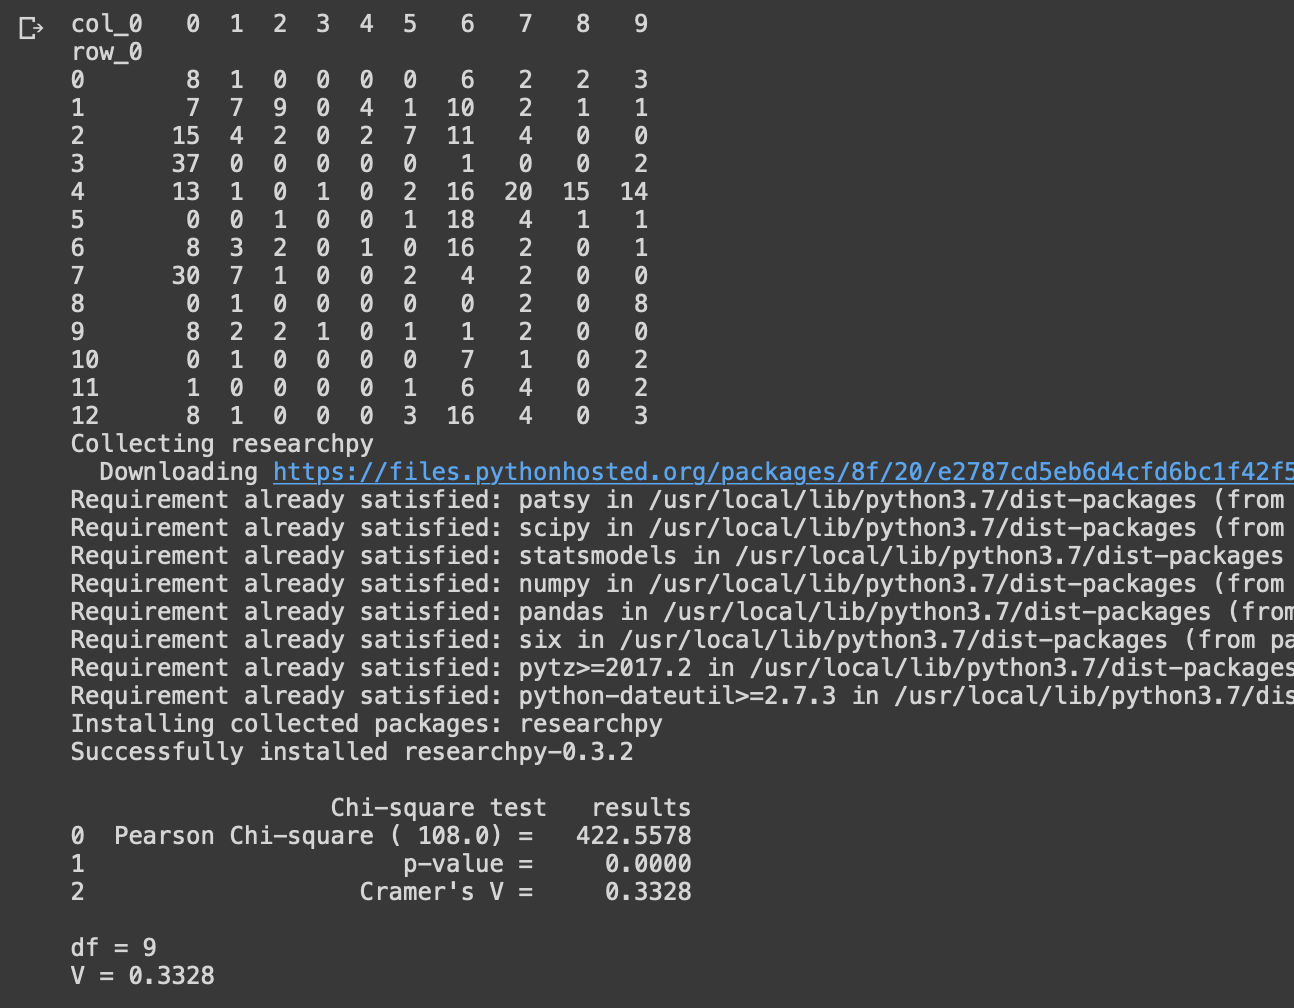 col_0 0 1 2 3 4 5 6 7 8 9
row_0
0 8 1 0 0 0 0 6 2 2 3
1 7 7 9 0 4 1 10 2 1 1
2 15 4 2 0 2 7 11 4 0 0
3 37 0 0 0 0 0 1 0 0 2
4 13 1 0 1 0 2 16 20 15 14
5 0 0 1 0 0 1 18 4 1 1
6 8 3 2 0 1 0 16 2 0 1
7 30 7 1 0 0 2 4 2 0 0
8 0 1 0 0 0 0 0 2 0 8
9 8 2 2 1 0 1 1 2 0 0
10 0 1 0 0 0 0 7 1 0 2
11 1 0 0 0 0 1 6 4 0 2
12 8 1 0 0 0 3 16 4 0 3
Collecting researchpy
Downloading https://files.pythonhosted.org/packages/8f/20/e2787cd5eb6d4cfd6bc1f42f5
Requirement already satisfied: patsy in /usr/local/lib/python3.7/dist-packages (from
Requirement already satisfied: scipy in /usr/local/lib/python3.7/dist-packages (from
Requirement already satisfied: statsmodels in /usr/local/lib/python3.7/dist-packages
Requirement already satisfied: numpy in /usr/local/lib/python3.7/dist-packages (from
Requirement already satisfied: pandas in /usr/local/lib/python3.7/dist-packages (from
Requirement already satisfied: six in /usr/local/lib/python3.7/dist-packages (from pa
Requirement already satisfied: pytz>=2017.2 in /usr/local/lib/python3.7/dist-packages
Requirement already satisfied: python-dateutil>=2.7.3 in /usr/local/lib/python3.7/dis
Installing collected packages: researchpy
Successfully installed researchpy-0.3.2
Chi-square test results
0 Pearson Chi-square ( 108.0) = 422.5578
1 p-value = 0.0000
2 Cramer's V = 0.3328
df = 9
V = 0.3328